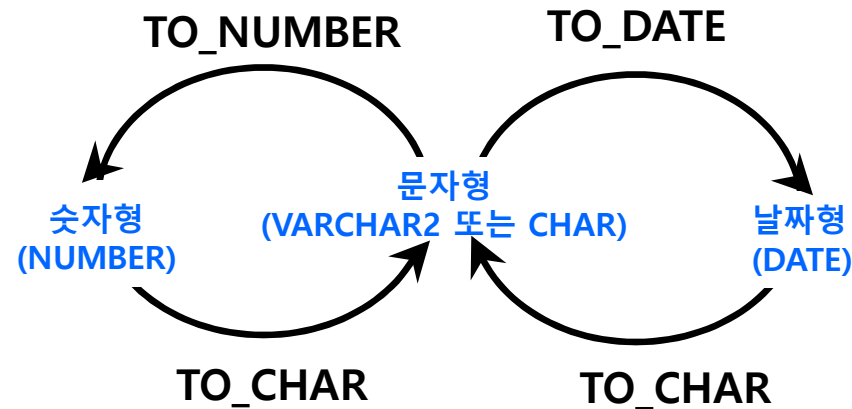 TO_NUMBER
TO_DATE
문자형
(VARCHAR2 또는 CHAR)
숫자형
(NUMBER)
날짜형
(DATE)
TO_CHAR
TO_CHAR